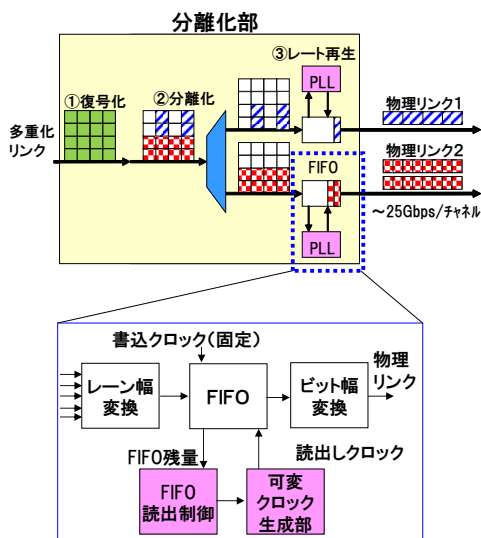 分離化部
③レート再生
①復号化
②分離化
PLL
物理リンク1
多重化
リンク
FIFO
物理リンク2
～25Gbps/チャネル
PLL
書込クロック(固定)
物理
リンク
レーン幅
変換
FIFO
ビット幅
変換
FIFO残量
読出しクロック
FIFO
読出制御
可変
クロック
生成部